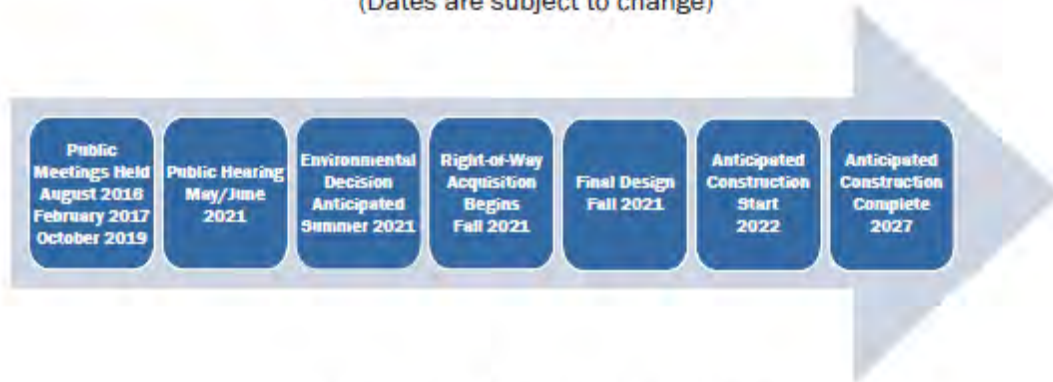 (Dates are subject to change)
Public
Meetings Held
August 2016
February 2017
October 2019
Public Hearing
May/June
2021
Environmental
Decision
Anticipated
Summer 2021
Right-of-Way
Acquisition
Begins
Fall 2021
Final Design
Fall 2021
Anticipated
Construction
Start
2022
Anticipated
Construction
Complete
2027